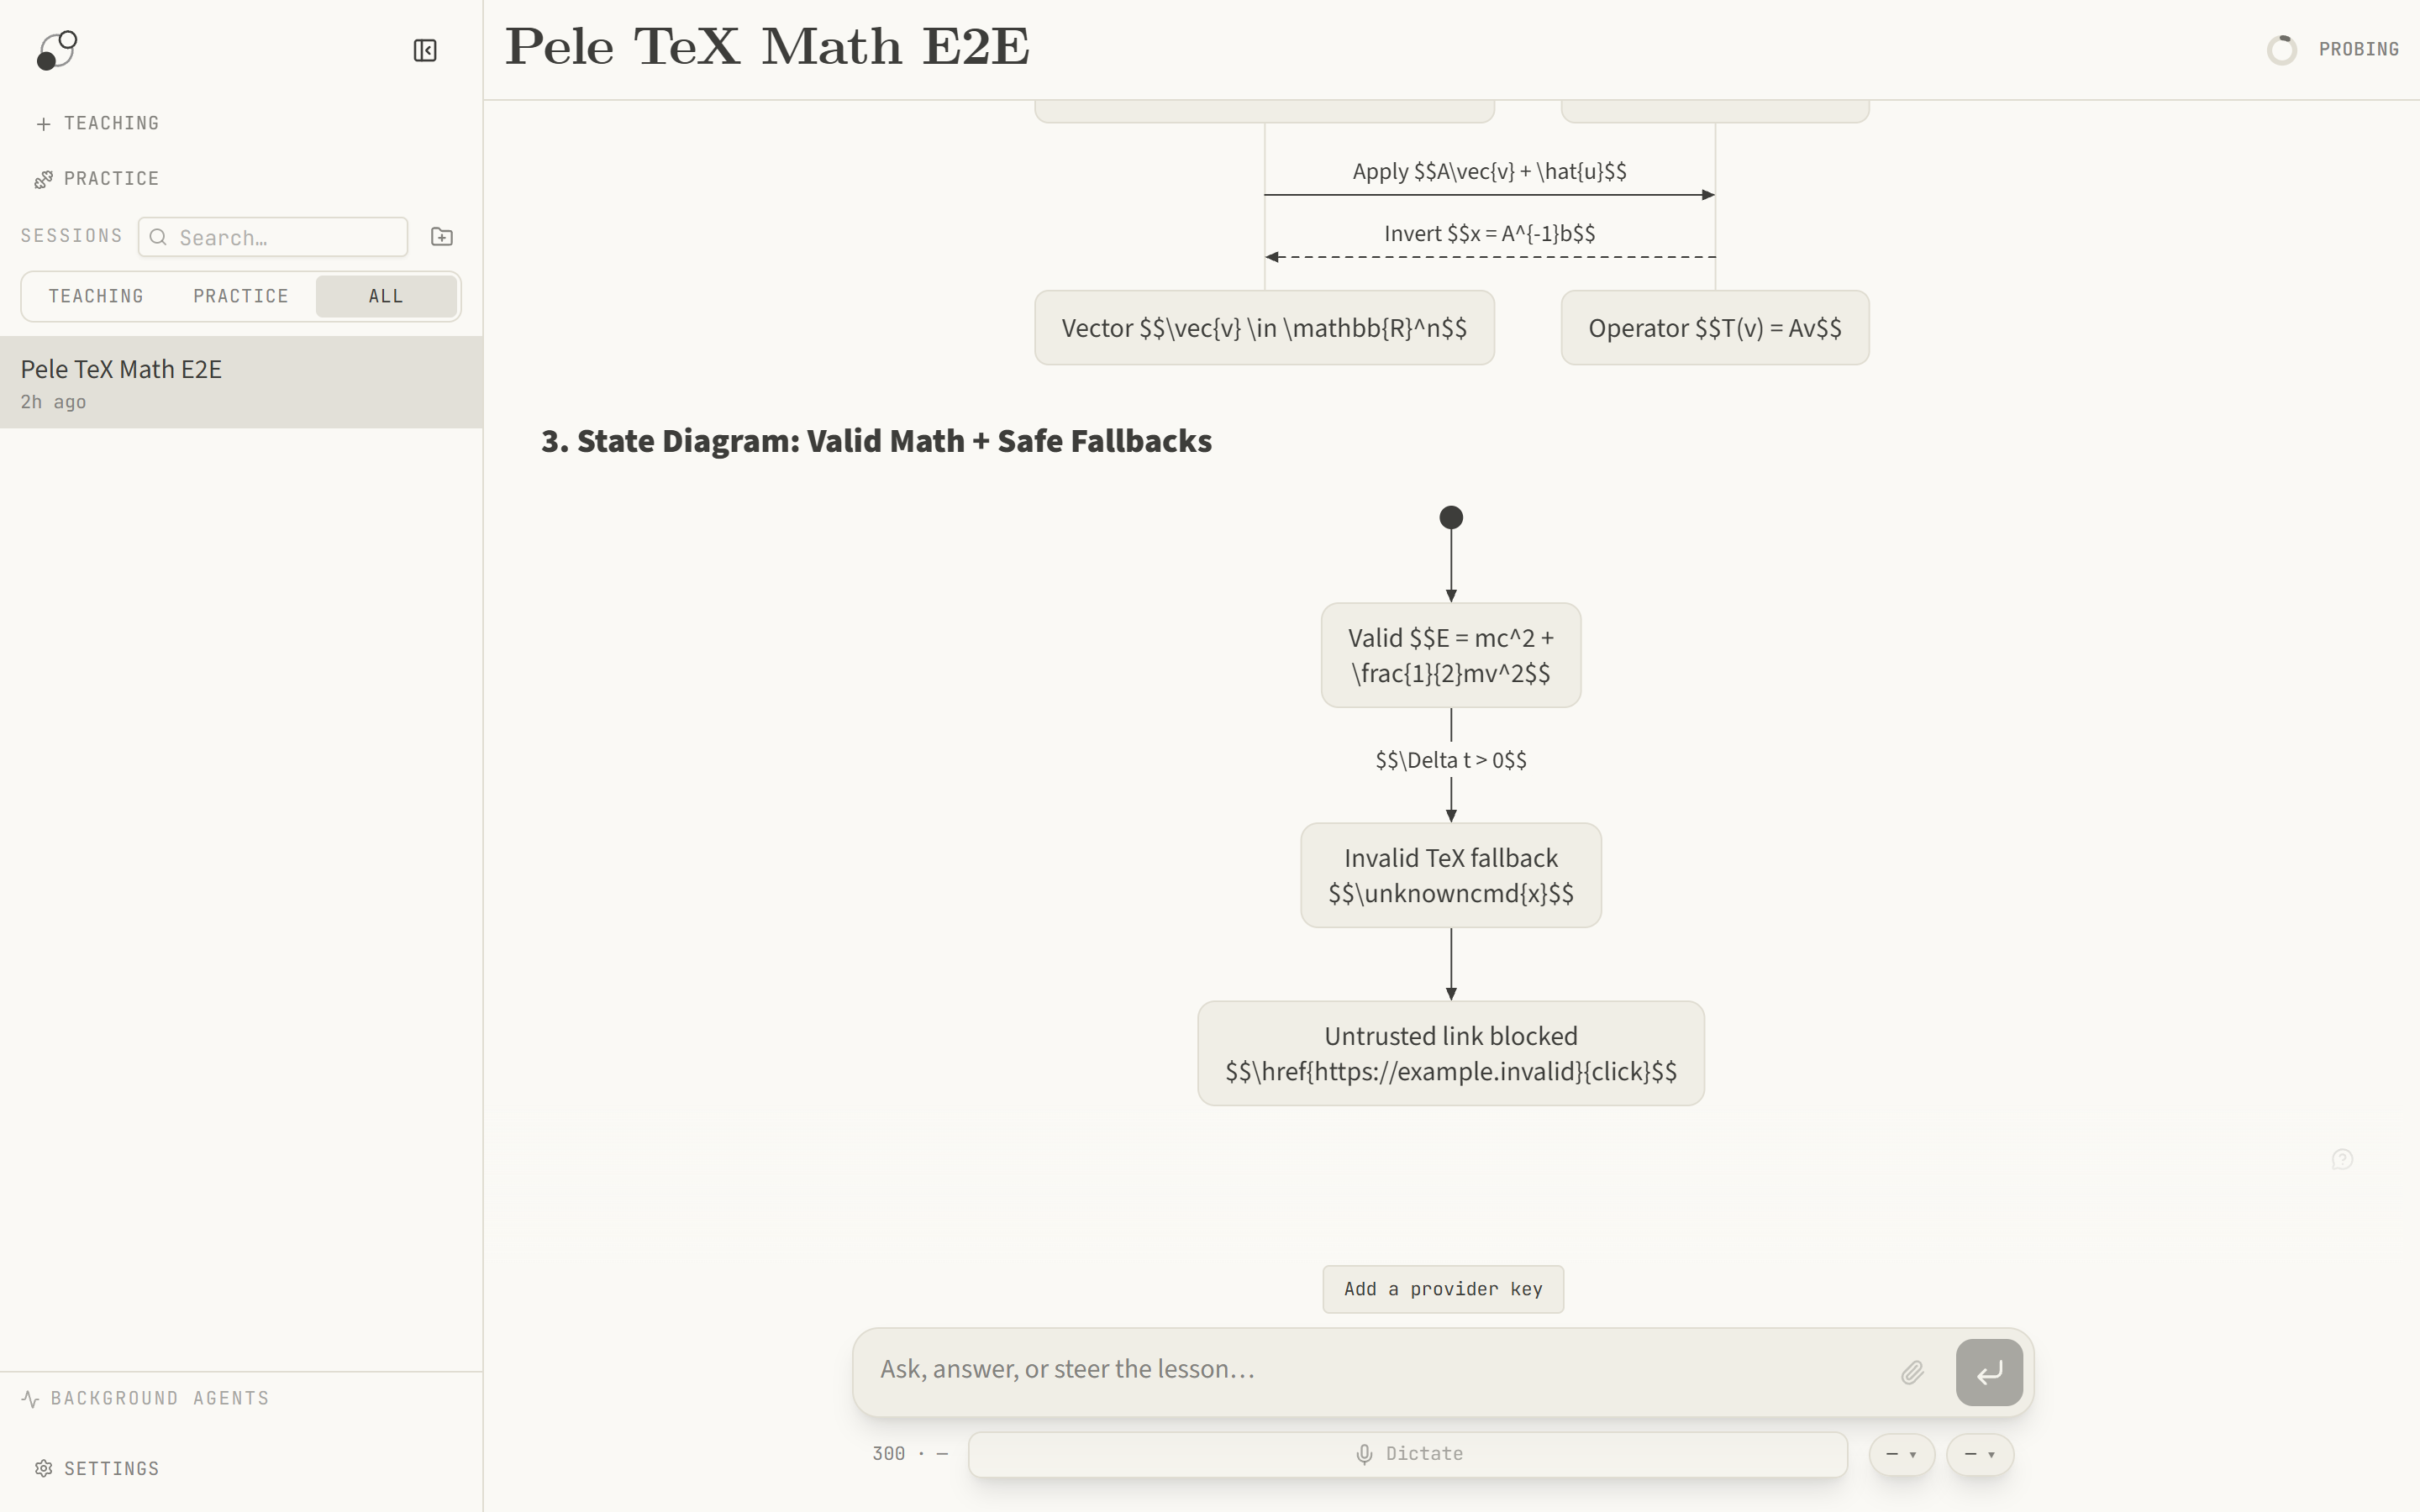 Pele TeX Math E2E
PROBING
TEACHING
PRACTICE
SESSIONS
Search…
TEACHING
PRACTICE
ALL
Pele TeX Math E2E
2h ago
Apply $$A\vec{v} + \hat{u}$$
Invert $$x = A^{-1}b$$
Vector $$\vec{v} \in \mathbb{R}^n$$
Operator $$T(v) = Av$$
3. State Diagram: Valid Math + Safe Fallbacks
Valid $$E = mc^2 +
\frac{1}{2}mv^2$$
$$\Delta t > 0$$
Invalid TeX fallback
$$\unknowncmd{x}$$
Untrusted link blocked
$$\href{https://example.invalid}{click}$$
Add a provider key
Ask, answer, or steer the lesson…
300 · —
Dictate
— ▾
— ▾
BACKGROUND AGENTS
SETTINGS